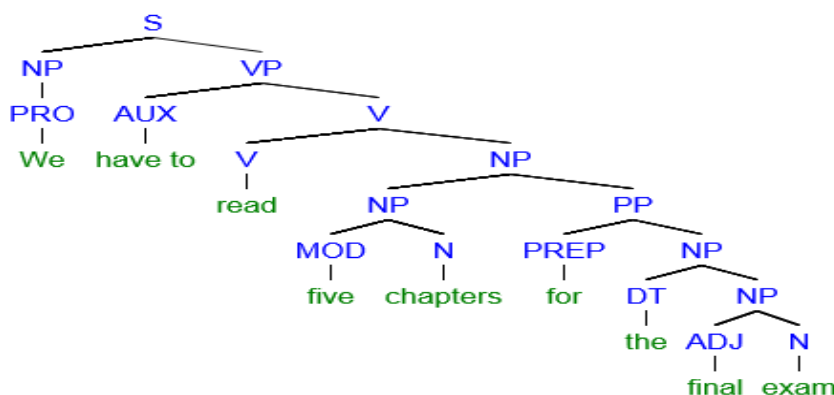 S
NP VP
PRO AUX V
We have to V NP
read NP PP
MOD N PREP NP
five chapters for DT NP
the ADJ N
final exam